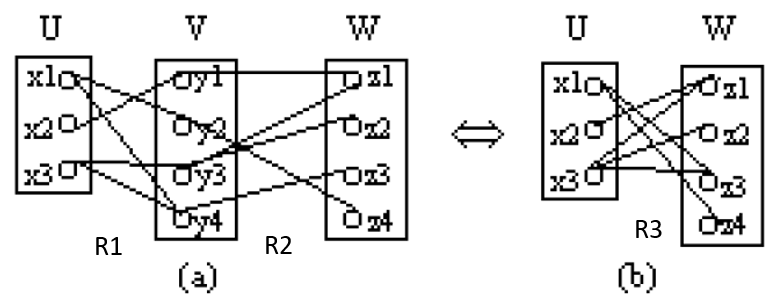 U V W U W
x1 y1 z1 x1 z1
x2 y2 z2 x2 z2
x3 y3 z3 x3 z3
y4 z4 z4
R1 R2 R3
(a) (b)